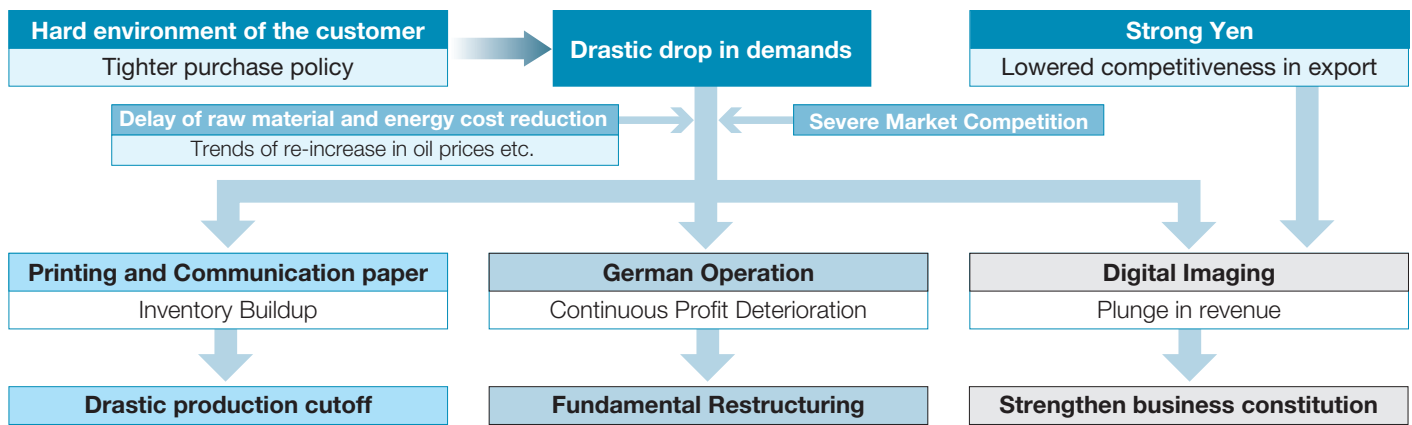 Hard environment of the customer
Tighter purchase policy
Drastic drop in demands
Strong Yen
Lowered competitiveness in export
Delay of raw material and energy cost reduction
Trends of re-increase in oil prices etc.
Severe Market Competition
Printing and Communication paper
Inventory Buildup
German Operation
Continuous Profit Deterioration
Digital Imaging
Plunge in revenue
Drastic production cutoff
Fundamental Restructuring
Strengthen business constitution